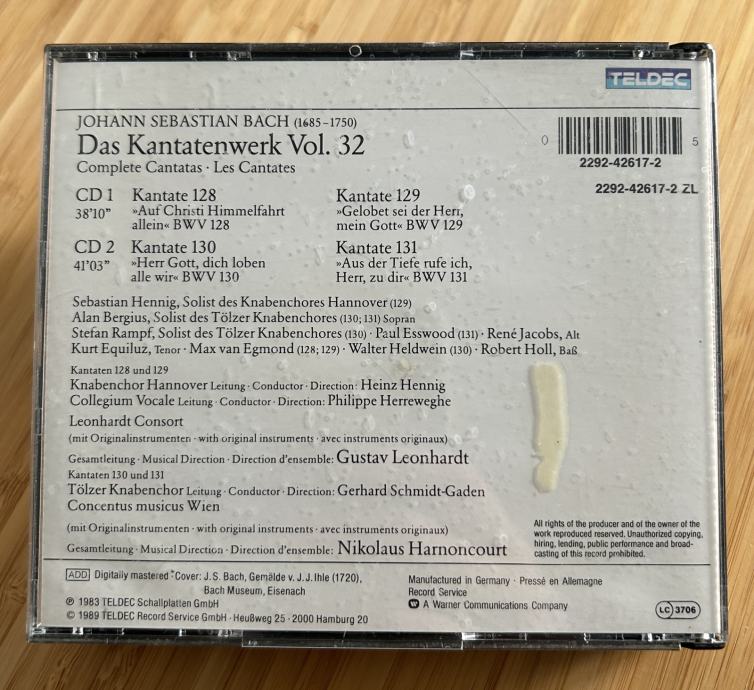 TELDEC
JOHANN SEBASTIAN BACH (1685–1750)
Das Kantatenwerk Vol. 32
Complete Cantatas · Les Cantates
0 5
2292-42617-2
2292-42617-2 ZL
CD 1 Kantate 128 Kantate 129
38'10" »Auf Christi Himmelfahrt »Gelobet sei der Herr,
allein« BWV 128 mein Gott« BWV 129
CD 2 Kantate 130 Kantate 131
41'03" »Herr Gott, dich loben »Aus der Tiefe rufe ich,
alle wir« BWV 130 Herr, zu dir« BWV 131
Sebastian Hennig, Solist des Knabenchores Hannover (129)
Alan Bergius, Solist des Tölzer Knabenchores (130; 131) Sopran
Stefan Rampf, Solist des Tölzer Knabenchores (130) · Paul Esswood (131) · René Jacobs, Alt
Kurt Equiluz, Tenor · Max van Egmond (128; 129) · Walter Heldwein (130) · Robert Holl, Baß
Kantaten 128 und 129
Knabenchor Hannover Leitung · Conductor · Direction: Heinz Hennig
Collegium Vocale Leitung · Conductor · Direction: Philippe Herreweghe
Leonhardt Consort
(mit Originalinstrumenten · with original instruments · avec instruments originaux)
Gesamtleitung · Musical Direction · Direction d'ensemble: Gustav Leonhardt
Kantaten 130 und 131
Tölzer Knabenchor Leitung · Conductor · Direction: Gerhard Schmidt-Gaden
Concentus musicus Wien
(mit Originalinstrumenten · with original instruments · avec instruments originaux)
Gesamtleitung · Musical Direction · Direction d'ensemble: Nikolaus Harnoncourt
All rights of the producer and of the owner of the
work reproduced reserved. Unauthorized copying,
hiring, lending, public performance and broad-
casting of this record prohibited.
ADD Digitally mastered · Cover: J. S. Bach, Gemälde v. J. J. Ihle (1720),
Bach Museum, Eisenach
℗ 1983 TELDEC Schallplatten GmbH
© 1989 TELDEC Record Service GmbH · Heußweg 25 · 2000 Hamburg 20
Manufactured in Germany · Pressé en Allemagne
Record Service
A Warner Communications Company
LC 3706